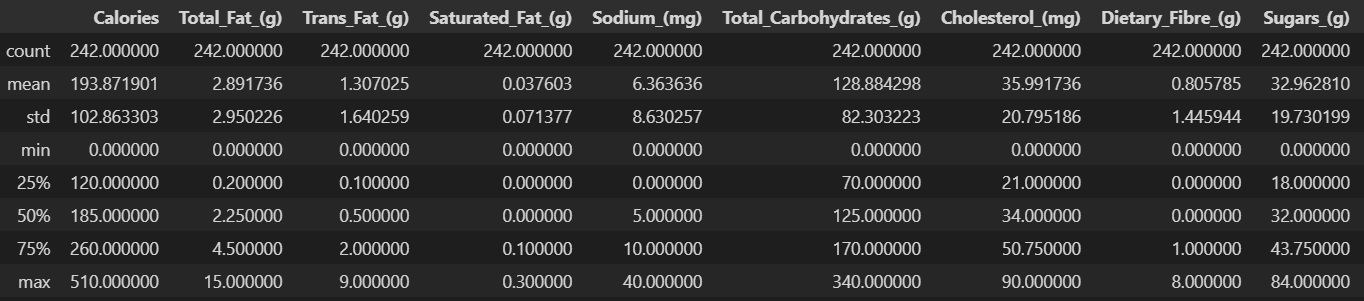 Calories Total_Fat_(g) Trans_Fat_(g) Saturated_Fat_(g) Sodium_(mg) Total_Carbohydrates_(g) Cholesterol_(mg) Dietary_Fibre_(g) Sugars_(g)
count 242.000000 242.000000 242.000000 242.000000 242.000000 242.000000 242.000000 242.000000 242.000000
mean 193.871901 2.891736 1.307025 0.037603 6.363636 128.884298 35.991736 0.805785 32.962810
std 102.863303 2.950226 1.640259 0.071377 8.630257 82.303223 20.795186 1.445944 19.730199
min 0.000000 0.000000 0.000000 0.000000 0.000000 0.000000 0.000000 0.000000 0.000000
25% 120.000000 0.200000 0.100000 0.000000 0.000000 70.000000 21.000000 0.000000 18.000000
50% 185.000000 2.250000 0.500000 0.000000 5.000000 125.000000 34.000000 0.000000 32.000000
75% 260.000000 4.500000 2.000000 0.100000 10.000000 170.000000 50.750000 1.000000 43.750000
max 510.000000 15.000000 9.000000 0.300000 40.000000 340.000000 90.000000 8.000000 84.000000